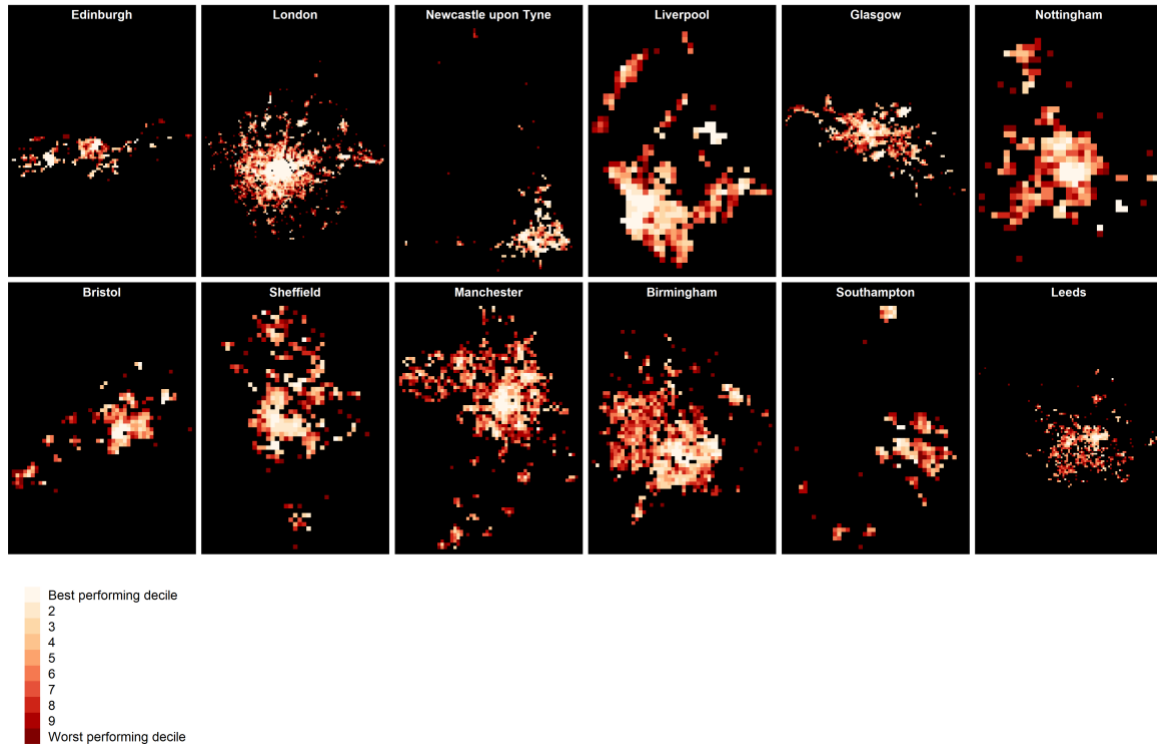 Edinburgh
London
Newcastle upon Tyne
Liverpool
Glasgow
Nottingham
Bristol
Sheffield
Manchester
Birmingham
Southampton
Leeds
Best performing decile
2
3
4
5
6
7
8
9
Worst performing decile